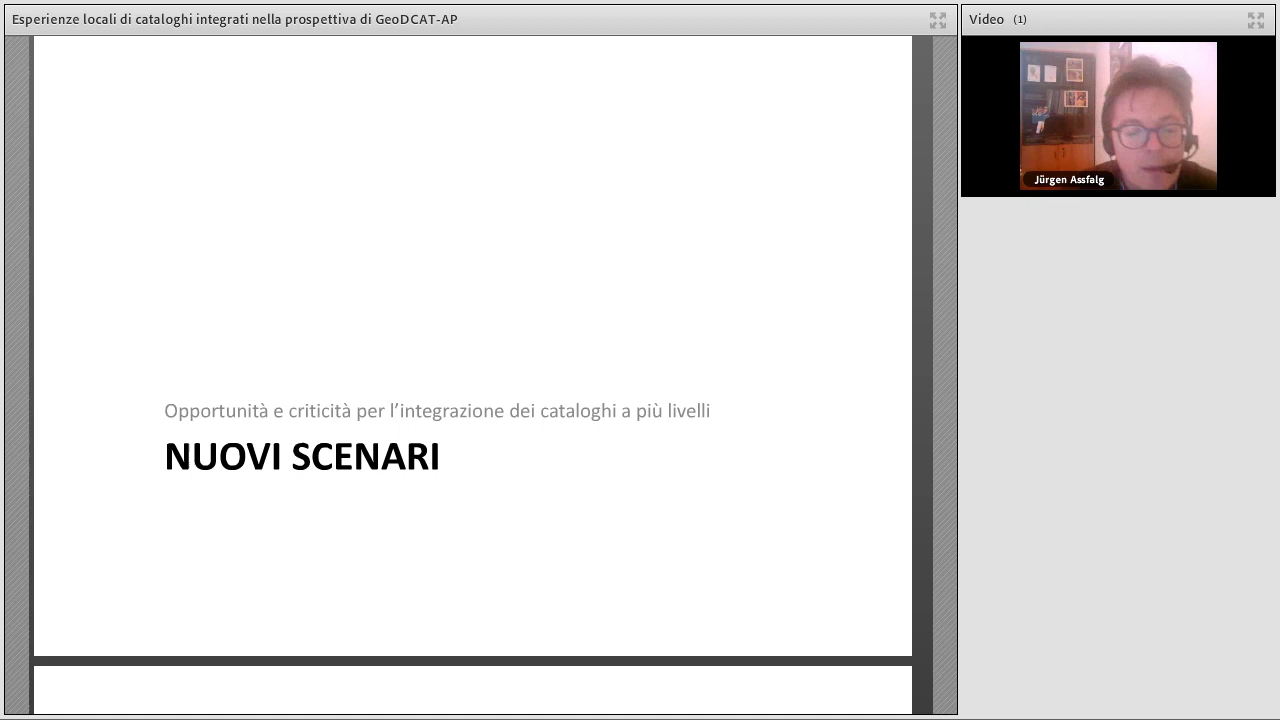 Esperienze locali di cataloghi integrati nella prospettiva di GeoDCAT-AP
Video (1)
Jürgen Assfalg
Opportunità e criticità per l’integrazione dei cataloghi a più livelli
NUOVI SCENARI